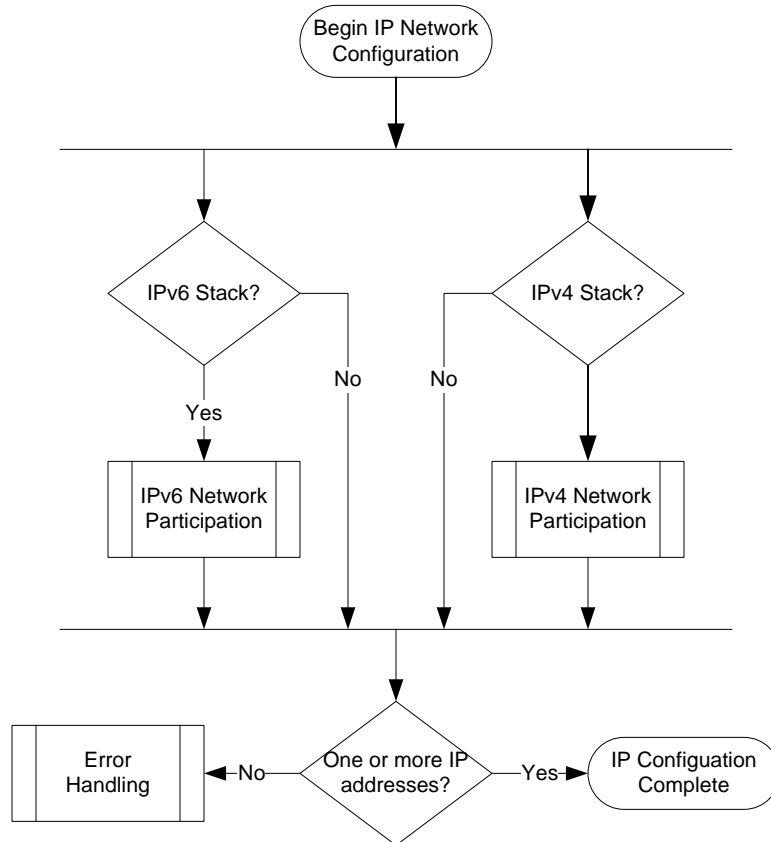 Begin IP Network
Configuration
IPv6 Stack?
IPv4 Stack?
No
No
Yes
IPv6 Network
Participation
IPv4 Network
Participation
Error
Handling
No
One or more IP
addresses?
Yes
IP Configuation
Complete